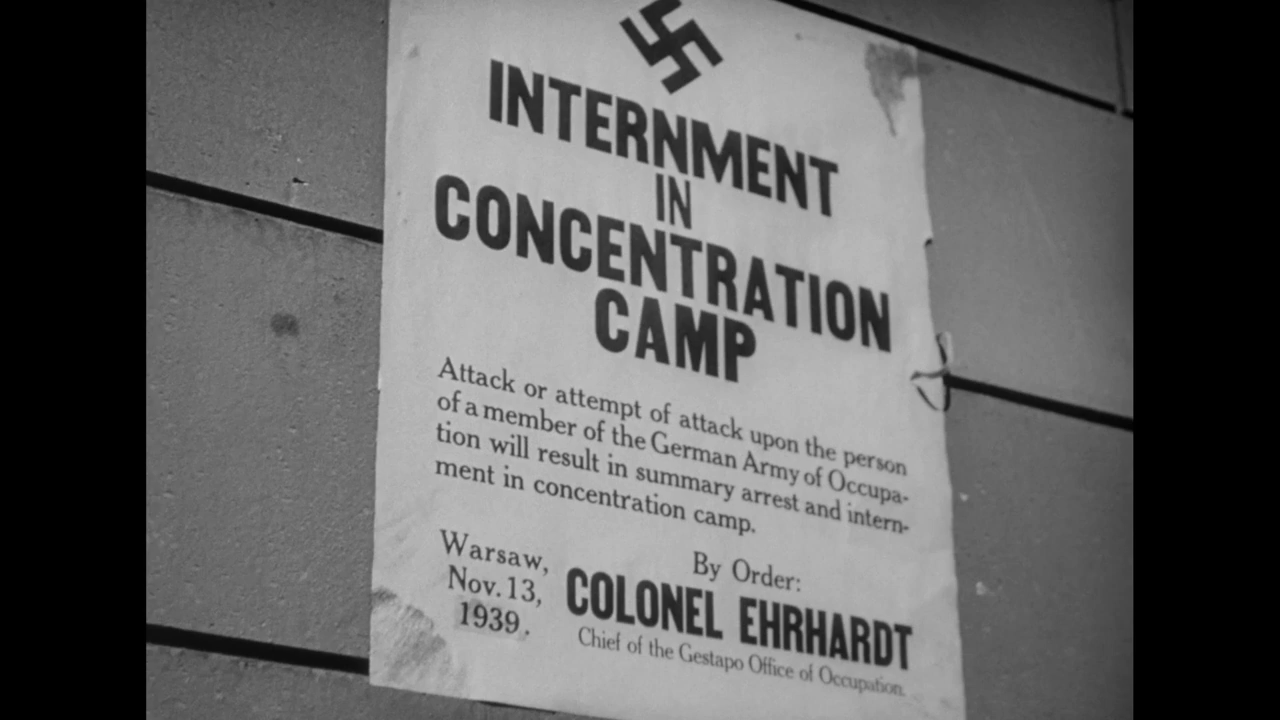 INTERNMENT
IN
CONCENTRATION
CAMP
Attack or attempt of attack upon the person
of a member of the German Army of Occupa-
tion will result in summary arrest and intern-
ment in concentration camp.
Warsaw,
Nov. 13,
1939.
By Order:
COLONEL EHRHARDT
Chief of the Gestapo Office of Occupation.